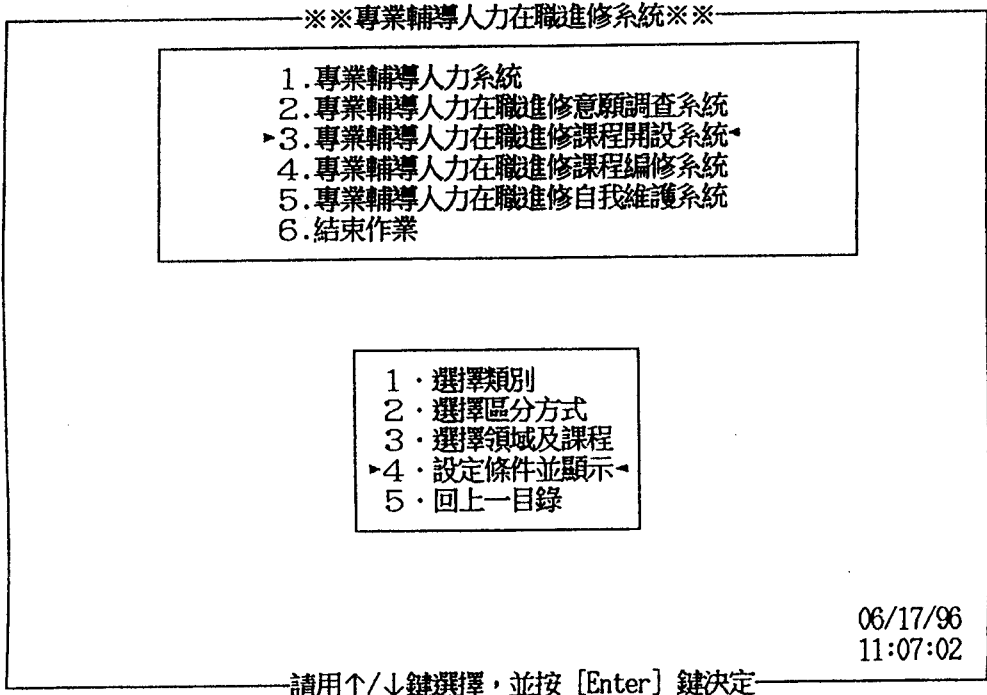 ※※專業輔導人力在職進修系統※※
1.專業輔導人力系統
2.專業輔導人力在職進修意願調查系統
►3.專業輔導人力在職進修課程開設系統◄
4.專業輔導人力在職進修課程編修系統
5.專業輔導人力在職進修自我維護系統
6.結束作業
1．選擇類別
2．選擇區分方式
3．選擇領域及課程
►4．設定條件並顯示◄
5．回上一目錄
06/17/96
11:07:02
請用↑/↓鍵選擇，並按 [Enter] 鍵決定